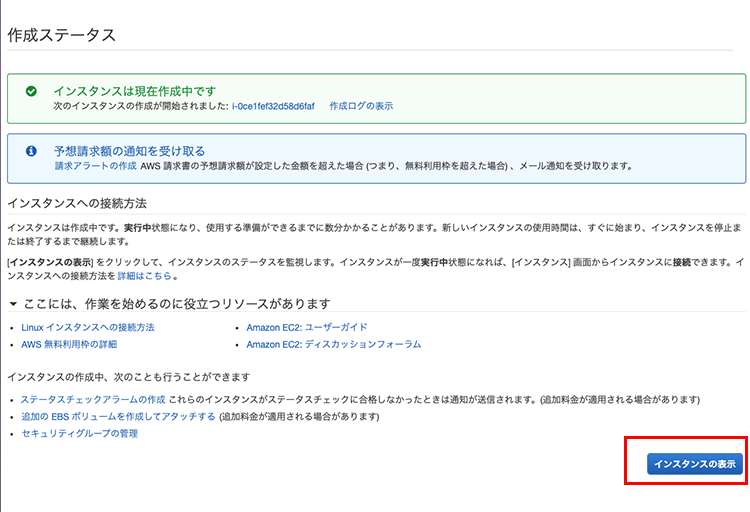 作成ステータス
インスタンスは現在作成中です
次のインスタンスの作成が開始されました: i-0ce1fef32d58d6faf 作成ログの表示
予想請求額の通知を受け取る
請求アラートの作成 AWS 請求書の予想請求額が設定した金額を超えた場合 (つまり、無料利用枠を超えた場合) 、メール通知を受け取ります。
インスタンスへの接続方法
インスタンスは作成中です。実行中状態になり、使用する準備ができるまでに数分かかることがあります。新しいインスタンスの使用時間は、すぐに始まり、インスタンスを停止ま
たは終了するまで継続します。
[インスタンスの表示] をクリックして、インスタンスのステータスを監視します。インスタンスが一度実行中状態になれば、[インスタンス] 画面からインスタンスに接続できます。イ
ンスタンスへの接続方法を 詳細はこちら 。
ここには、作業を始めるのに役立つリソースがあります
• Linux インスタンスへの接続方法 • Amazon EC2: ユーザーガイド
• AWS 無料利用枠の詳細 • Amazon EC2: ディスカッションフォーラム
インスタンスの作成中、次のことも行うことができます
• ステータスチェックアラームの作成 これらのインスタンスがステータスチェックに合格しなかったときは通知が送信されます。(追加料金が適用される場合があります)
• 追加の EBS ボリュームを作成してアタッチする (追加料金が適用される場合があります)
• セキュリティグループの管理
インスタンスの表示